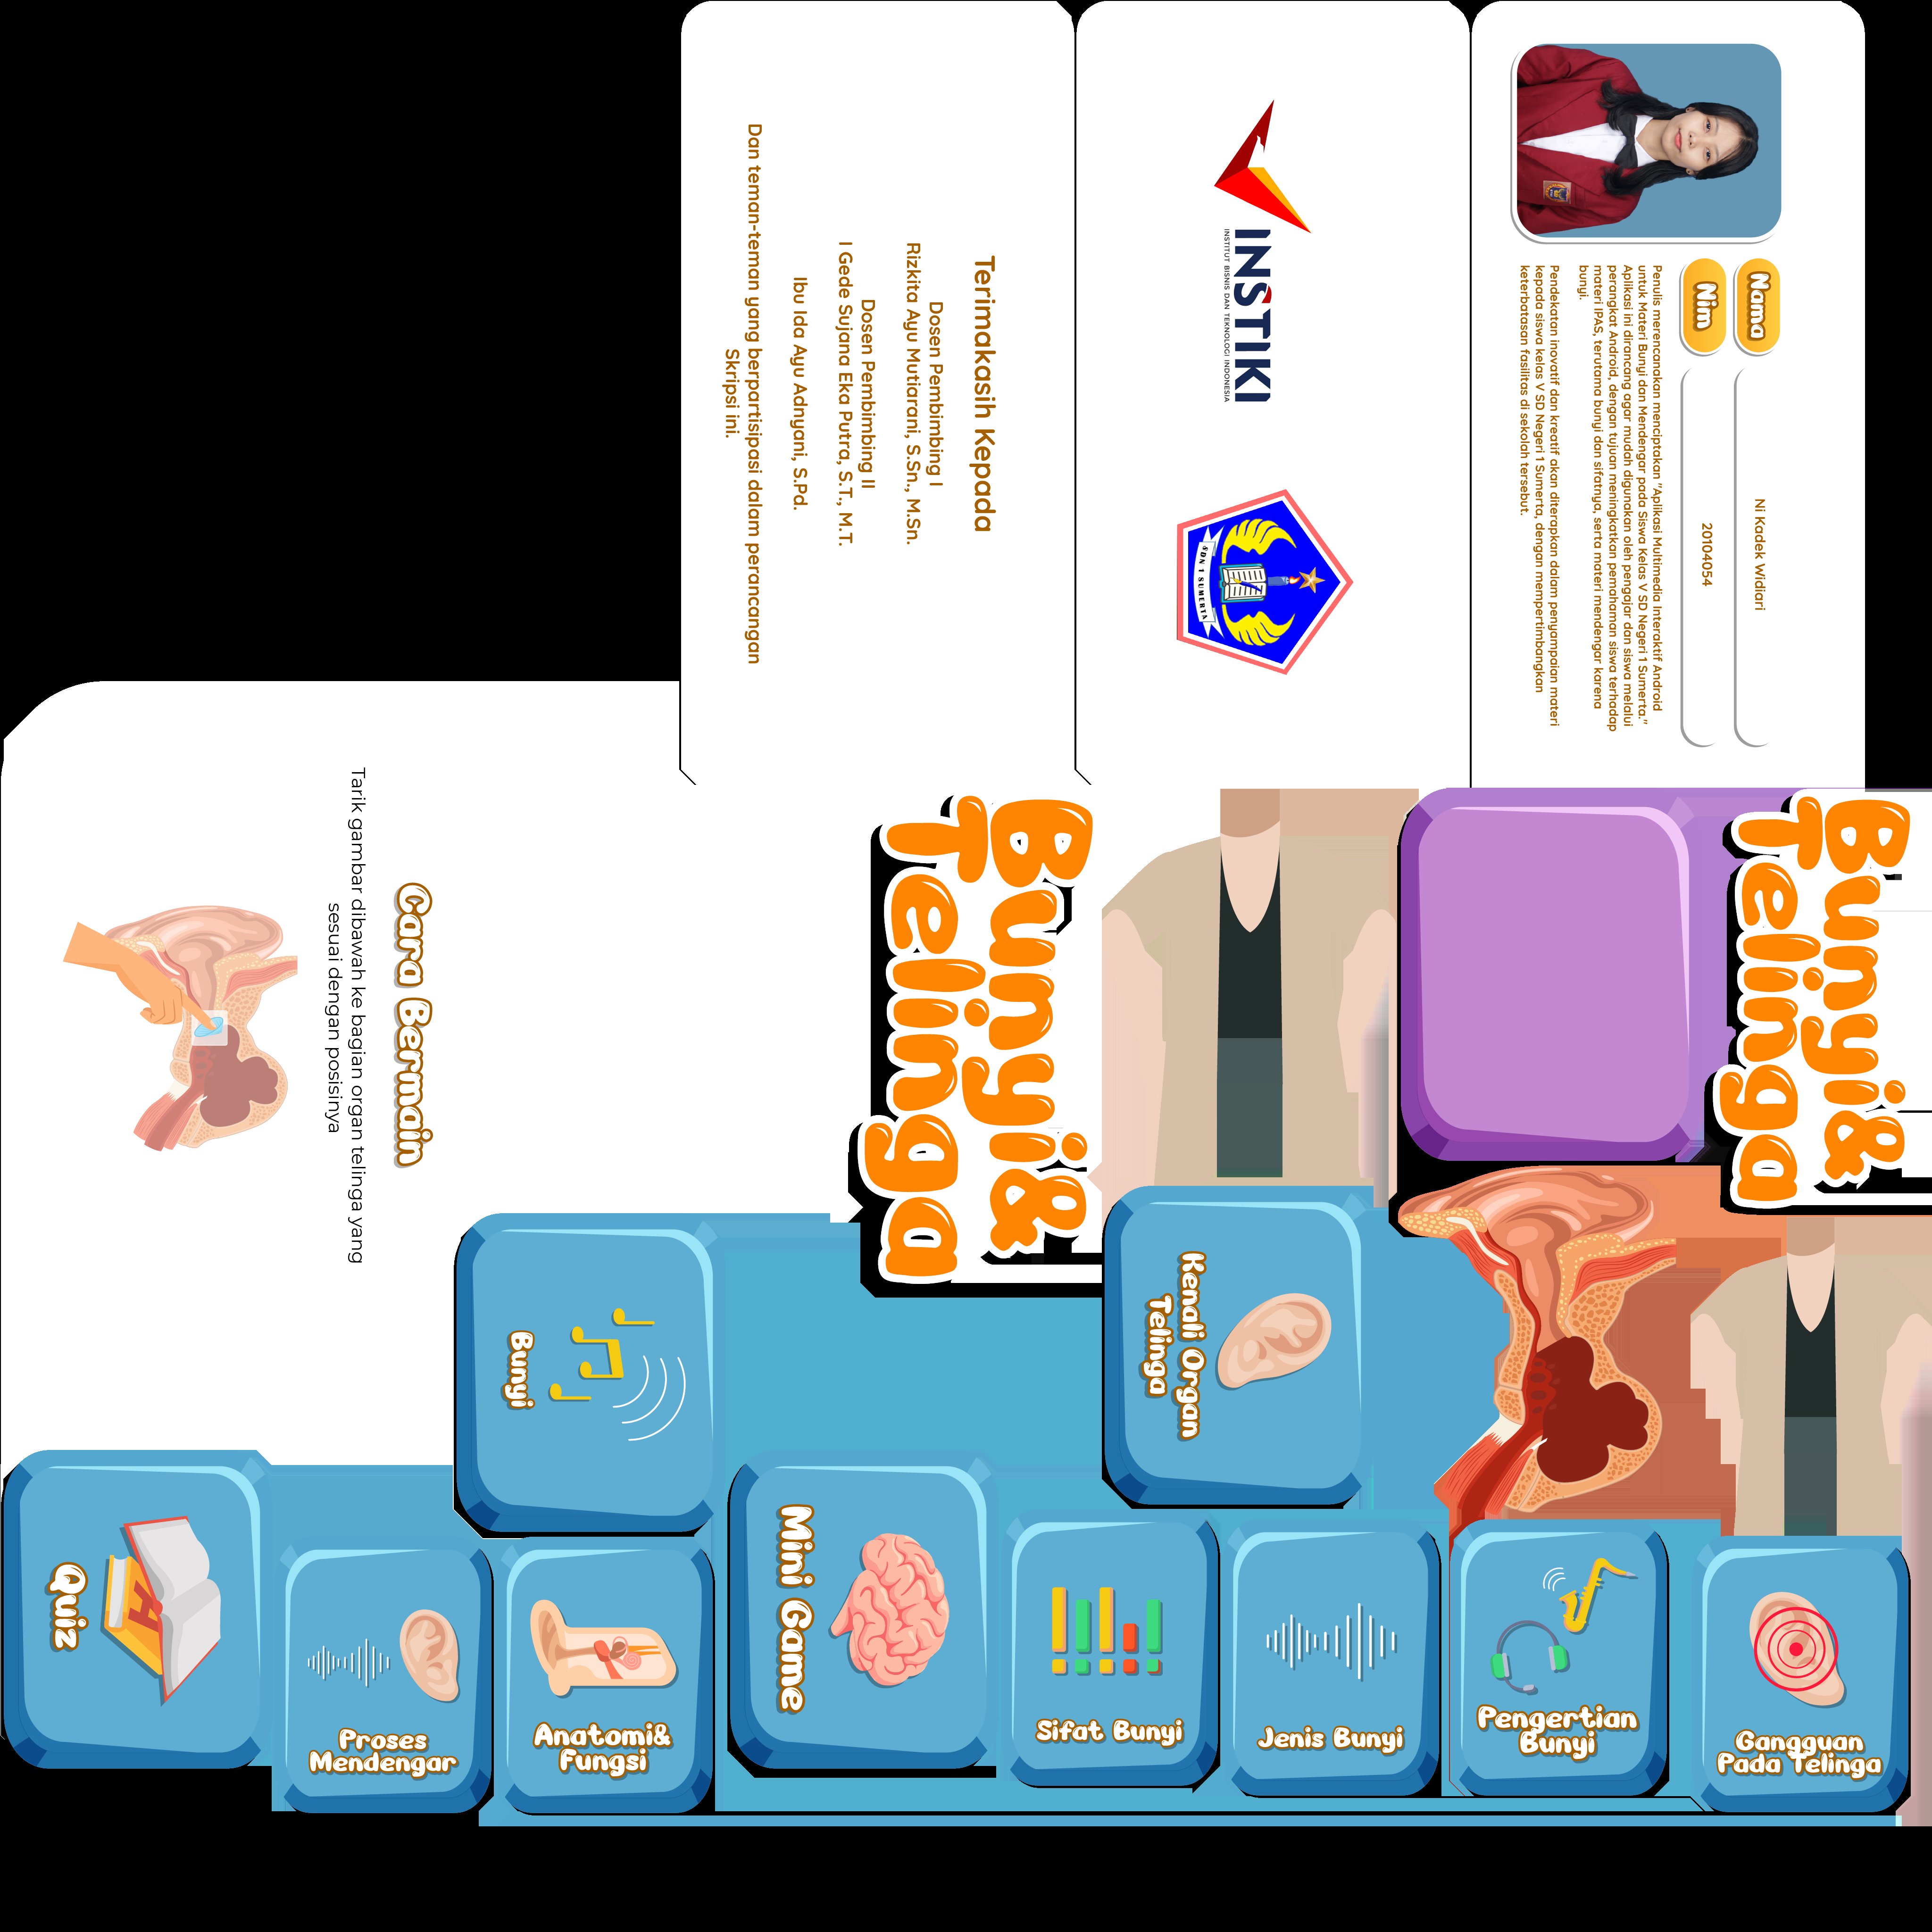 Terimakasih Kepada
Dosen Pembimbing I
Rizkita Ayu Mutiarani, S.Sn., M.Sn.
Dosen Pembimbing II
I Gede Sujana Eka Putra, S.T., M.T.
Ibu Ida Ayu Adnyani, S.Pd.
Dan teman-teman yang berpartisipasi dalam perancangan
Skripsi ini.
INSTIKI
INSTITUT BISNIS DAN TEKNOLOGI INDONESIA
SDN 1 SUMERTA
Nama
Ni Kadek Widiari
Nim
20104054
Penulis merencanakan menciptakan "Aplikasi Multimedia Interaktif Android
untuk Materi Bunyi dan Mendengar pada Siswa Kelas V SD Negeri 1 Sumerta."
Aplikasi ini dirancang agar mudah digunakan oleh pengajar dan siswa melalui
perangkat Android, dengan tujuan meningkatkan pemahaman siswa terhadap
materi IPAS, terutama bunyi dan sifatnya, serta materi mendengar karena
bunyi.
Pendekatan inovatif dan kreatif akan diterapkan dalam penyampaian materi
kepada siswa kelas V SD Negeri 1 Sumerta, dengan mempertimbangkan
keterbatasan fasilitas di sekolah tersebut.
Cara Bermain
Tarik gambar dibawah ke bagian organ telinga yang
sesuai dengan posisinya
Bunyi&
Telinga
Bunyi&
Telinga
Bunyi
Kenali Organ
Telinga
Quiz
Proses
Mendengar
Anatomi&
Fungsi
Mini Game
Sifat Bunyi
Jenis Bunyi
Pengertian
Bunyi
Gangguan
Pada Telinga